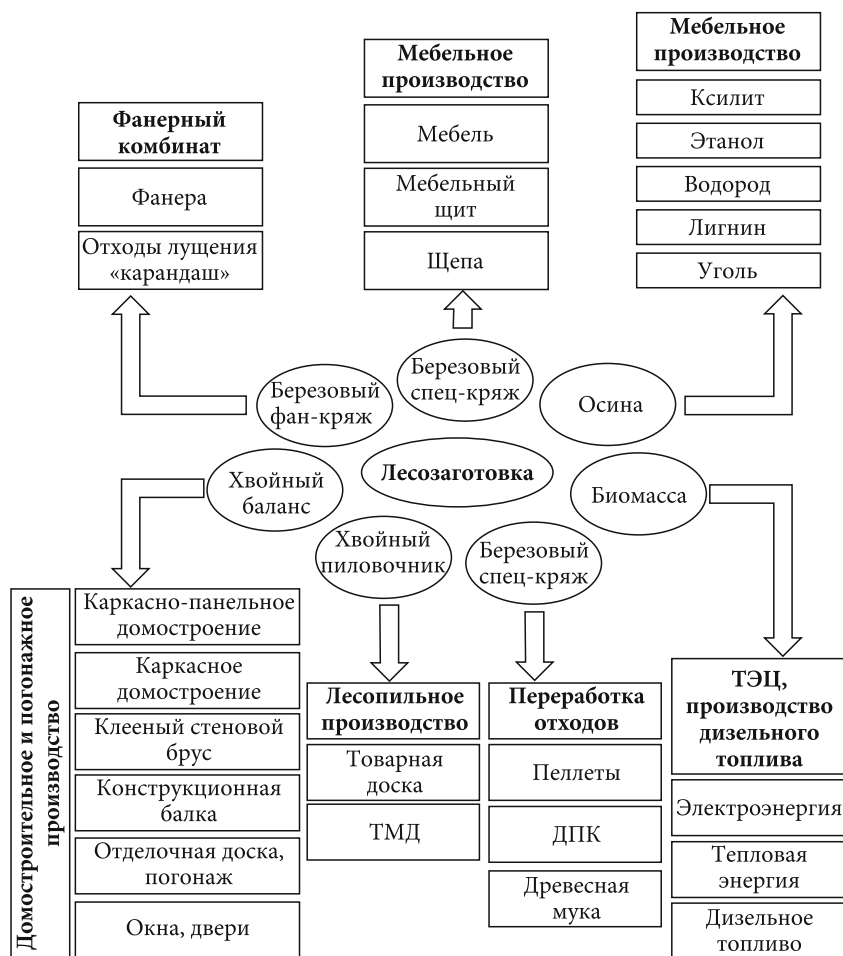 Фанерный
комбинат
Фанера
Отходы лущения
«карандаш»
Мебельное
производство
Мебель
Мебельный
щит
Щепа
Мебельное
производство
Ксилит
Этанол
Водород
Лигнин
Уголь
Березовый
фан-кряж
Березовый
спец-кряж
Осина
Хвойный
баланс
Лесозаготовка
Биомасса
Хвойный
пиловочник
Березовый
спец-кряж
Домостроительное и погонажное
производство
Каркасно-панельное
домостроение
Каркасное
домостроение
Клееный стеновой
брус
Конструкционная
балка
Отделочная доска,
погонаж
Окна, двери
Лесопильное
производство
Товарная
доска
ТМД
Переработка
отходов
Пеллеты
ДПК
Древесная
мука
ТЭЦ,
производство
дизельного
топлива
Электроэнергия
Тепловая
энергия
Дизельное
топливо